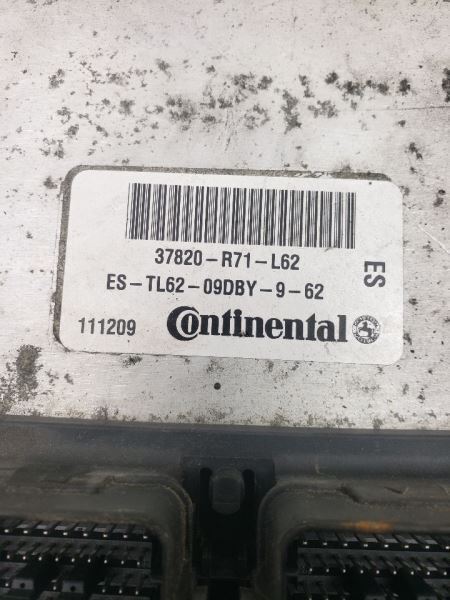 37820-R71-L62
ES-TL62-09DBY-9-62
ES
111209 Continental